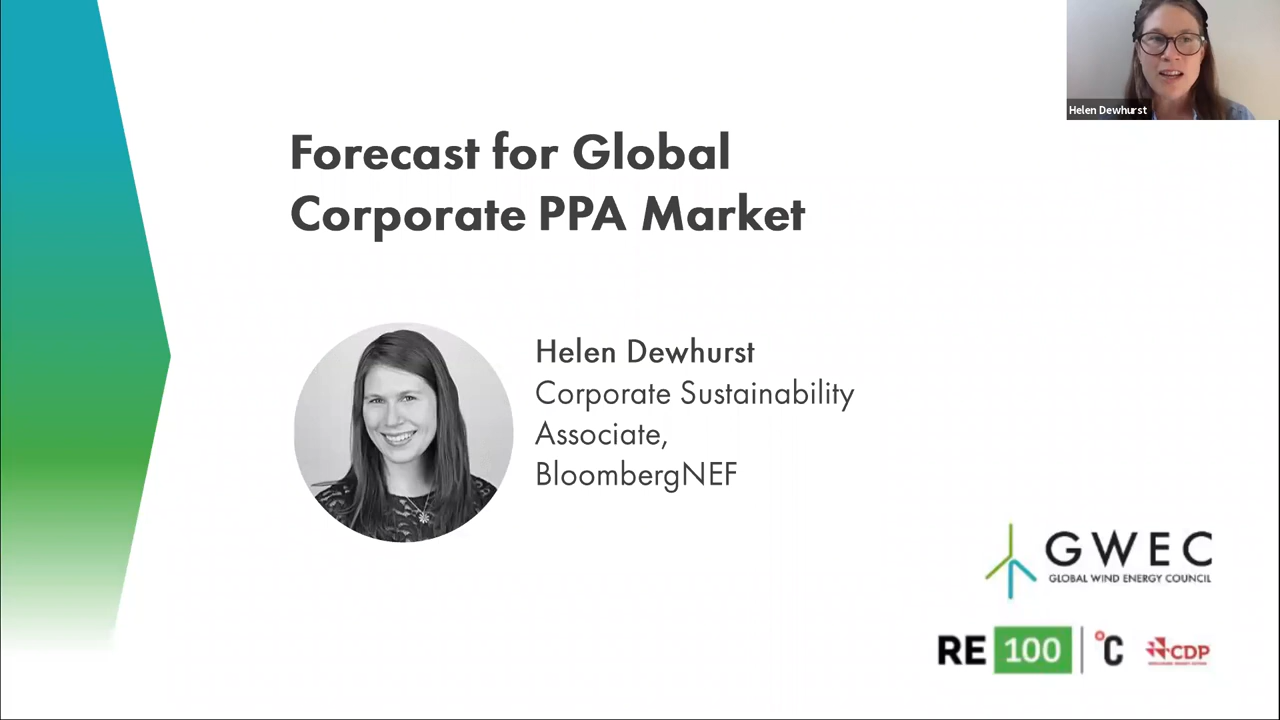 Helen Dewhurst
Forecast for Global
Corporate PPA Market
Helen Dewhurst
Corporate Sustainability
Associate,
BloombergNEF
GWEC
GLOBAL WIND ENERGY COUNCIL
RE 100 °C CDP